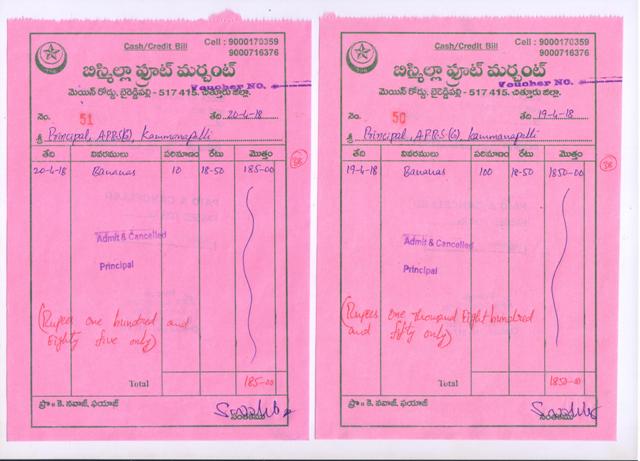 Cash/Credit Bill
Cell : 9000170359
9000716376
బిస్మిల్లా ఫ్రూట్ మర్చంట్
Voucher NO.
మెయిన్ రోడ్డు, బైరెడ్డిపల్లి - 517 415. చిత్తూరు జిల్లా.
నెం. 51 తేది 20-4-18
శ్రీ Principal, APRS(G), Kammanapalli
తేది వివరములు పరిమాణం రేటు మొత్తం
20-4-18 Bananas 10 18-50 185-00
Admit & Cancelled
Principal
(Rupees one hundred and
Eighty five only)
Total 185-00
ప్రొ॥ కె. నవాజ్, ఫయాజ్
సంతకము
Cash/Credit Bill
Cell : 9000170359
9000716376
బిస్మిల్లా ఫ్రూట్ మర్చంట్
Voucher NO.
మెయిన్ రోడ్డు, బైరెడ్డిపల్లి - 517 415. చిత్తూరు జిల్లా.
నెం. 50 తేది 19-4-18
శ్రీ Principal, APRS(G), Kammanapalli
తేది వివరములు పరిమాణం రేటు మొత్తం
19-4-18 Bananas 100 18-50 1850-00
Admit & Cancelled
Principal
(Rupees one Thousand Eight hundred
and fifty only)
Total 1850-00
ప్రొ॥ కె. నవాజ్, ఫయాజ్
సంతకము